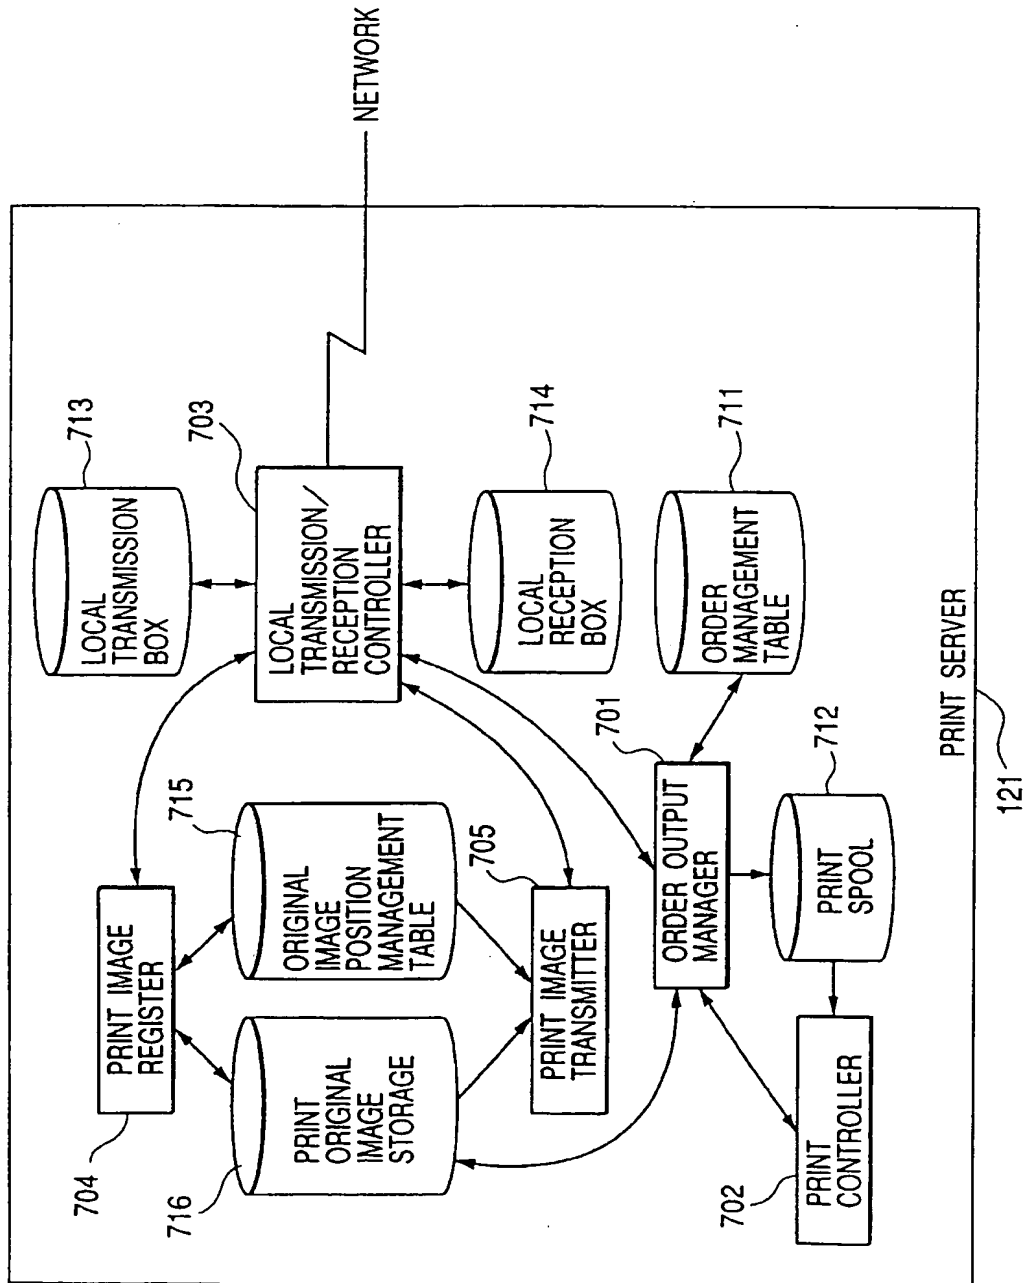 704
PRINT IMAGE
REGISTER
716
PRINT
ORIGINAL
IMAGE
STORAGE
715
ORIGINAL
IMAGE
POSITION
MANAGEMENT
TABLE
705
PRINT IMAGE
TRANSMITTER
713
LOCAL
TRANSMISSION
BOX
703
LOCAL
TRANSMISSION/
RECEPTION
CONTROLLER
NETWORK
714
LOCAL
RECEPTION
BOX
711
ORDER
MANAGEMENT
TABLE
701
ORDER OUTPUT
MANAGER
712
PRINT
SPOOL
702
PRINT
CONTROLLER
PRINT SERVER
121